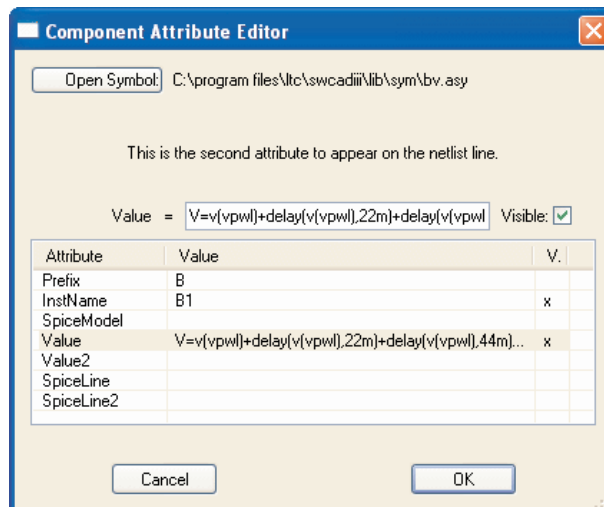 Component Attribute Editor
Open Symbol: C:\program files\ltc\swcadiii\lib\sym\bv.asy
This is the second attribute to appear on the netlist line.
Value = V=v(vpwl)+delay(v(vpwl),22m)+delay(v(vpwl Visible:
Attribute Value V.
Prefix B
InstName B1 x
SpiceModel
Value V=v(vpwl)+delay(v(vpwl),22m)+delay(v(vpwl),44m)... x
Value2
SpiceLine
SpiceLine2
Cancel OK